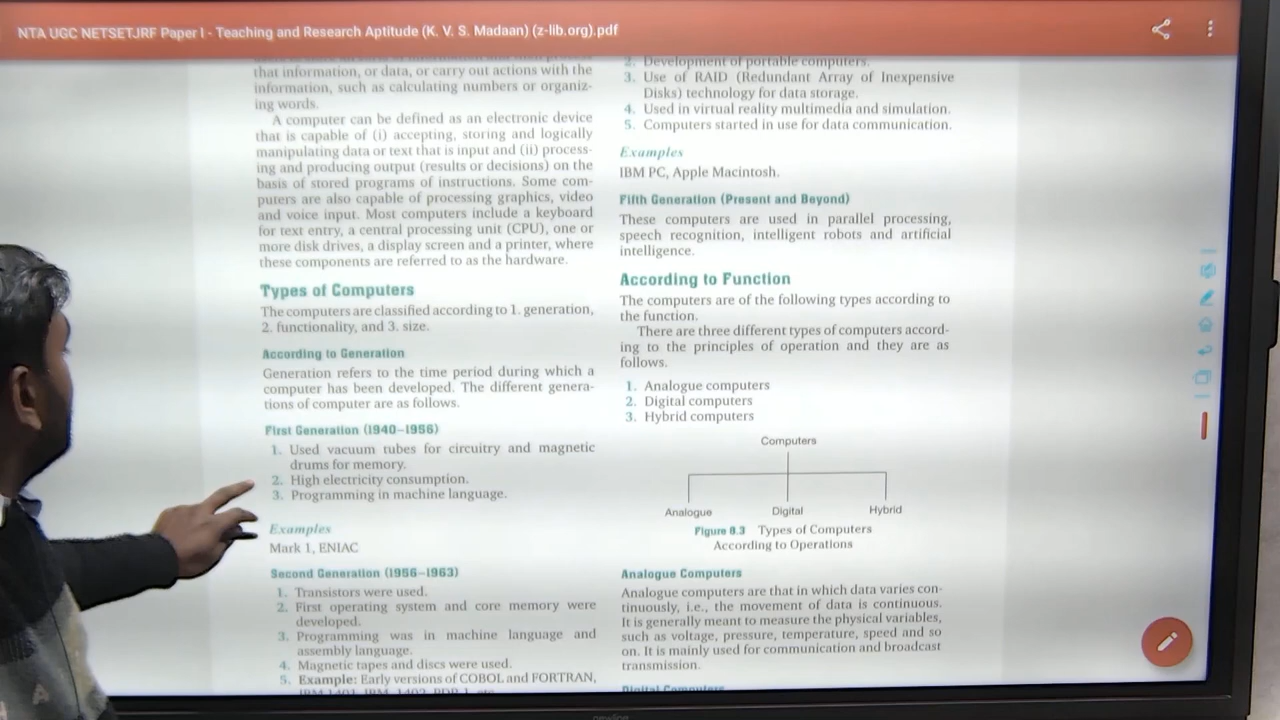 NTA UGC NETSETJRF Paper I - Teaching and Research Aptitude (K. V. S. Madaan) (z-lib.org).pdf
that information, or data, or carry out actions with the
information, such as calculating numbers or organiz-
ing words.
A computer can be defined as an electronic device
that is capable of (i) accepting, storing and logically
manipulating data or text that is input and (ii) process-
ing and producing output (results or decisions) on the
basis of stored programs of instructions. Some com-
puters are also capable of processing graphics, video
and voice input. Most computers include a keyboard
for text entry, a central processing unit (CPU), one or
more disk drives, a display screen and a printer, where
these components are referred to as the hardware.
Types of Computers
The computers are classified according to 1. generation,
2. functionality, and 3. size.
According to Generation
Generation refers to the time period during which a
computer has been developed. The different genera-
tions of computer are as follows.
First Generation (1940–1956)
1. Used vacuum tubes for circuitry and magnetic
drums for memory.
2. High electricity consumption.
3. Programming in machine language.
Examples
Mark 1, ENIAC
Second Generation (1956–1963)
1. Transistors were used.
2. First operating system and core memory were
developed.
3. Programming was in machine language and
assembly language.
4. Magnetic tapes and discs were used.
5. Example: Early versions of COBOL and FORTRAN,
2. Development of portable computers.
3. Use of RAID (Redundant Array of Inexpensive
Disks) technology for data storage.
4. Used in virtual reality multimedia and simulation.
5. Computers started in use for data communication.
Examples
IBM PC, Apple Macintosh.
Fifth Generation (Present and Beyond)
These computers are used in parallel processing,
speech recognition, intelligent robots and artificial
intelligence.
According to Function
The computers are of the following types according to
the function.
There are three different types of computers accord-
ing to the principles of operation and they are as
follows.
1. Analogue computers
2. Digital computers
3. Hybrid computers
Computers
Analogue Digital Hybrid
Figure 8.3 Types of Computers
According to Operations
Analogue Computers
Analogue computers are that in which data varies con-
tinuously, i.e., the movement of data is continuous.
It is generally meant to measure the physical variables,
such as voltage, pressure, temperature, speed and so
on. It is mainly used for communication and broadcast
transmission.
Digital Computers
newline